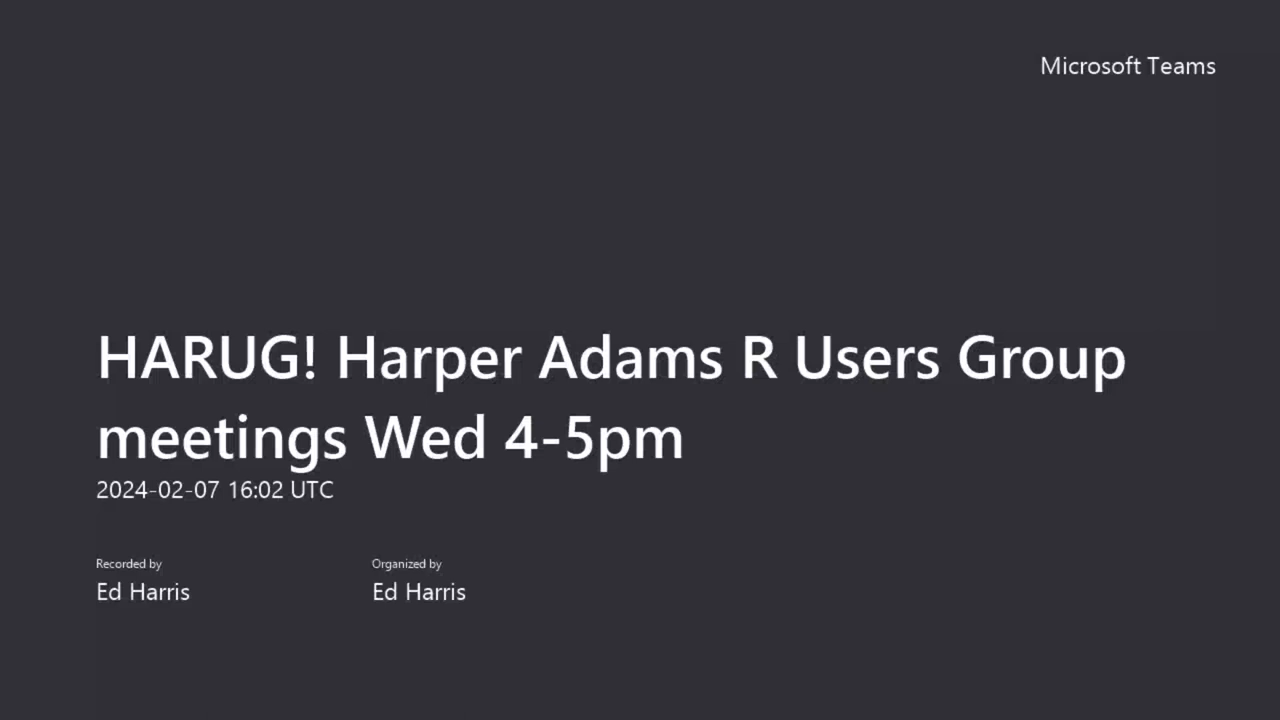 Microsoft Teams
HARUG! Harper Adams R Users Group
meetings Wed 4-5pm
2024-02-07 16:02 UTC
Recorded by
Ed Harris
Organized by
Ed Harris